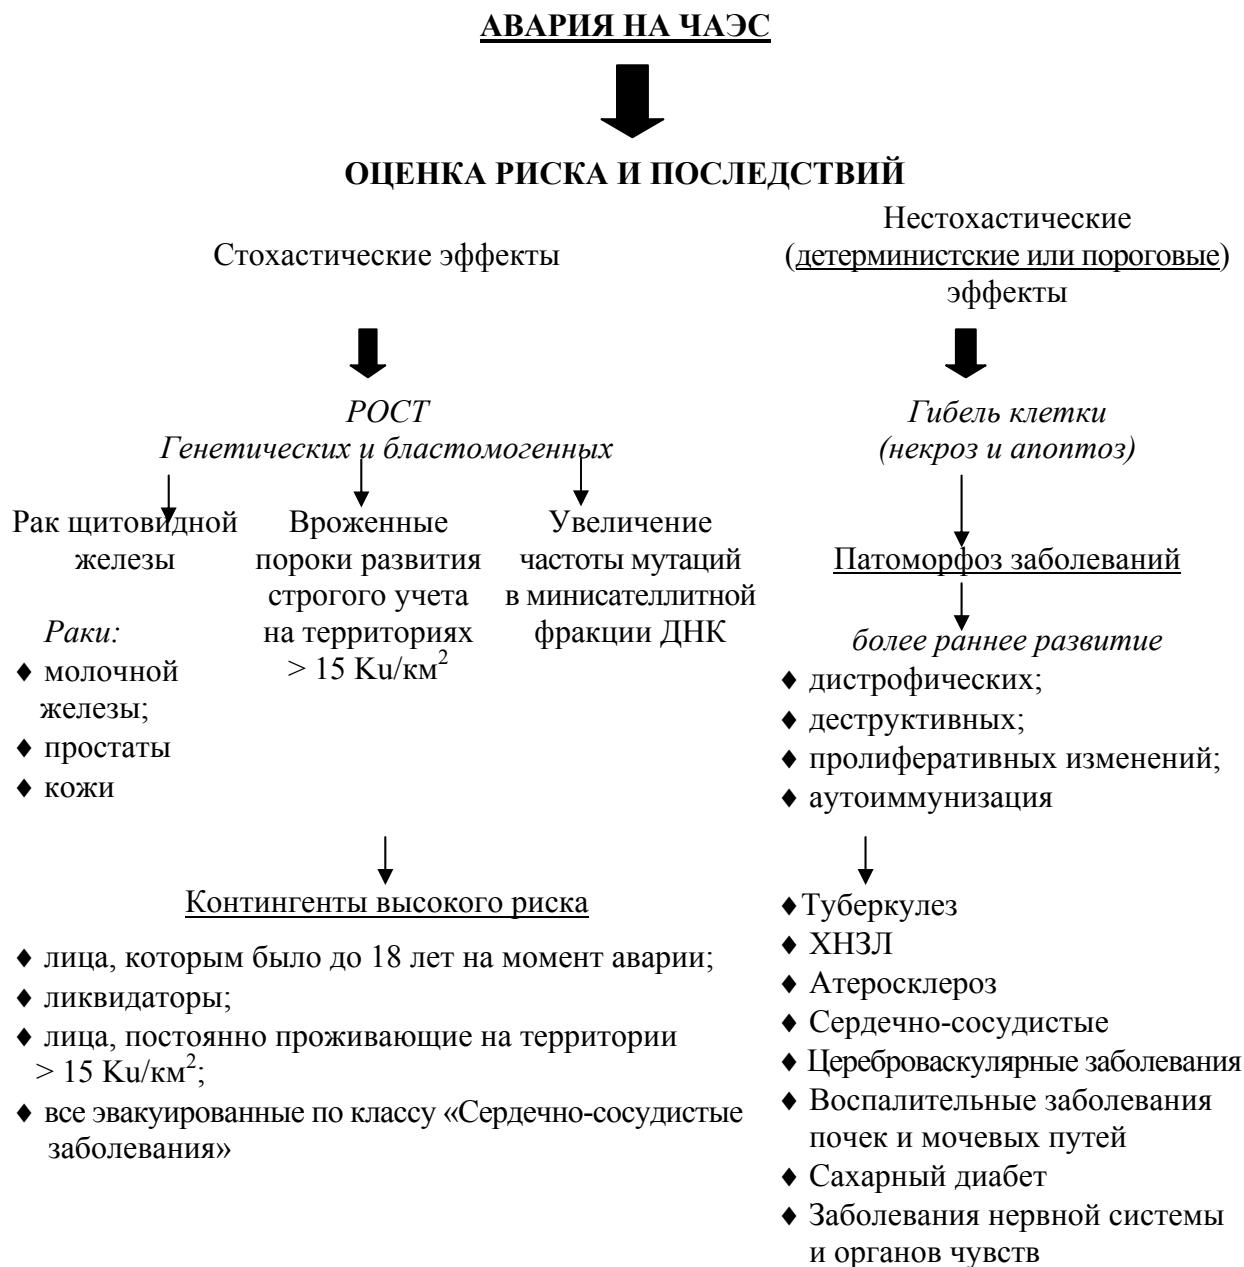 АВАРИЯ НА ЧАЭС
ОЦЕНКА РИСКА И ПОСЛЕДСТВИЙ
Стохастические эффекты
Нестохастические
(детерминистские или пороговые)
эффекты
РОСТ
Генетических и бластомогенных
Гибель клетки
(некроз и апоптоз)
Рак щитовидной
железы
Раки:
♦ молочной
железы;
♦ простаты
♦ кожи
Вроженные
пороки развития
строгого учета
на территориях
> 15 Ku/км²
Увеличение
частоты мутаций
в минисателлитной
фракции ДНК
Патоморфоз заболеваний
более раннее развитие
♦ дистрофических;
♦ деструктивных;
♦ пролиферативных изменений;
♦ аутоиммунизация
Контингенты высокого риска
♦ лица, которым было до 18 лет на момент аварии;
♦ ликвидаторы;
♦ лица, постоянно проживающие на территории
> 15 Ku/км²;
♦ все эвакуированные по классу «Сердечно-сосудистые
заболевания»
♦Туберкулез
♦ ХНЗЛ
♦ Атеросклероз
♦ Сердечно-сосудистые
♦ Цереброваскулярные заболевания
♦ Воспалительные заболевания
почек и мочевых путей
♦ Сахарный диабет
♦ Заболевания нервной системы
и органов чувств